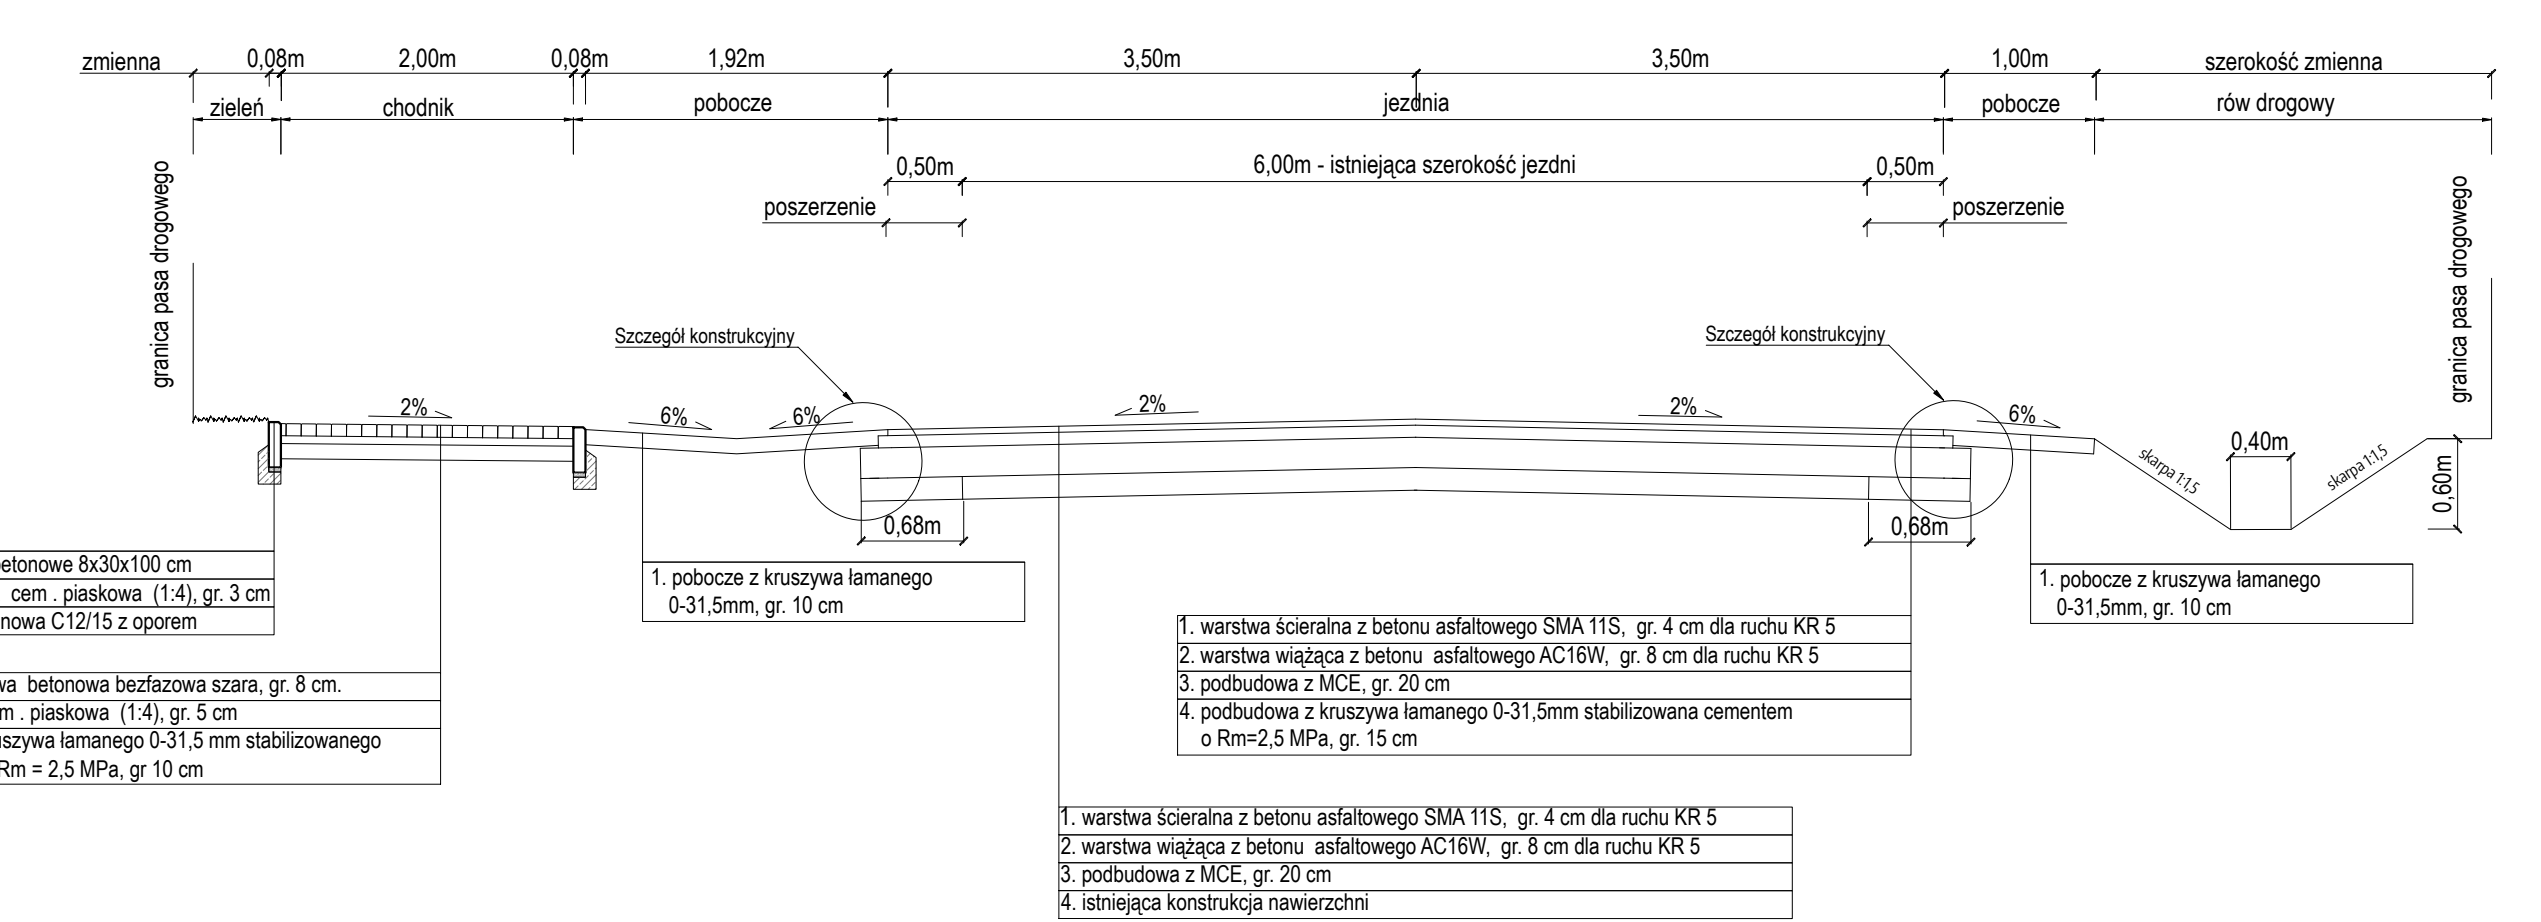 zmienna 0,08m 2,00m 0,08m 1,92m 3,50m 3,50m 1,00m szerokość zmienna
zieleń chodnik pobocze jezdnia pobocze rów drogowy
0,50m 6,00m - istniejąca szerokość jezdni 0,50m
poszerzenie poszerzenie
granica pasa drogowego
granica pasa drogowego
Szczegół konstrukcyjny
Szczegół konstrukcyjny
2% 6% 6% 2% 2% 6%
skarpa 1:1,5 0,40m skarpa 1:1,5 0,60m
0,68m 0,68m
etonowe 8x30x100 cm
cem . piaskowa (1:4), gr. 3 cm
nowa C12/15 z oporem
1. pobocze z kruszywa łamanego
0-31,5mm, gr. 10 cm
1. pobocze z kruszywa łamanego
0-31,5mm, gr. 10 cm
wa betonowa bezfazowa szara, gr. 8 cm.
m . piaskowa (1:4), gr. 5 cm
uszywa łamanego 0-31,5 mm stabilizowanego
Rm = 2,5 MPa, gr 10 cm
1. warstwa ścieralna z betonu asfaltowego SMA 11S, gr. 4 cm dla ruchu KR 5
2. warstwa wiążąca z betonu asfaltowego AC16W, gr. 8 cm dla ruchu KR 5
3. podbudowa z MCE, gr. 20 cm
4. podbudowa z kruszywa łamanego 0-31,5mm stabilizowana cementem
o Rm=2,5 MPa, gr. 15 cm
1. warstwa ścieralna z betonu asfaltowego SMA 11S, gr. 4 cm dla ruchu KR 5
2. warstwa wiążąca z betonu asfaltowego AC16W, gr. 8 cm dla ruchu KR 5
3. podbudowa z MCE, gr. 20 cm
4. istniejąca konstrukcja nawierzchni